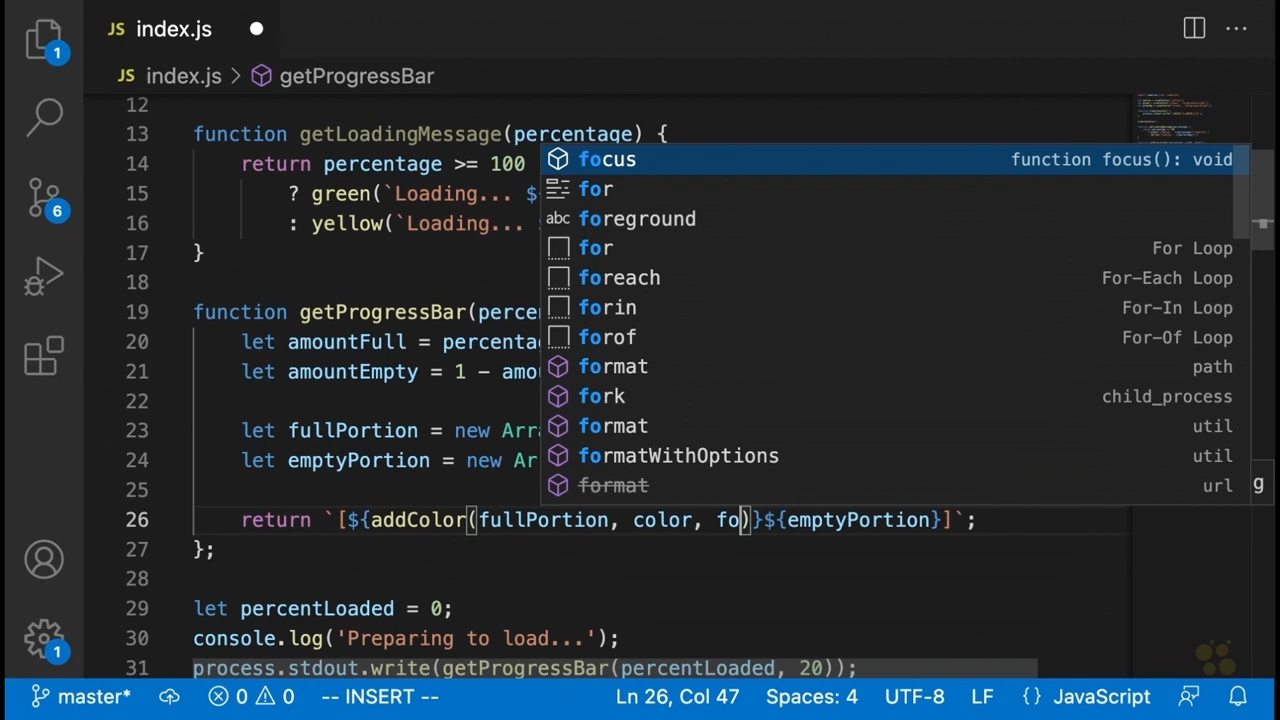 JS index.js
JS index.js > getProgressBar
12
13 function getLoadingMessage(percentage) {
14 return percentage >= 100
15 ? green(`Loading... $
16 : yellow(`Loading...
17 }
18
19 function getProgressBar(perce
20 let amountFull = percentag
21 let amountEmpty = 1 - amo
22
23 let fullPortion = new Arr
24 let emptyPortion = new Ar
25
26 return `[${addColor(fullPortion, color, fo)}${emptyPortion}]`;
27 };
28
29 let percentLoaded = 0;
30 console.log('Preparing to load...');
31 process.stdout.write(getProgressBar(percentLoaded, 20));
focus function focus(): void
for
abc foreground
for For Loop
foreach For-Each Loop
forin For-In Loop
forof For-Of Loop
format path
fork child_process
format util
formatWithOptions util
format url
g
1
6
1
master* 0 0 -- INSERT -- Ln 26, Col 47 Spaces: 4 UTF-8 LF {} JavaScript